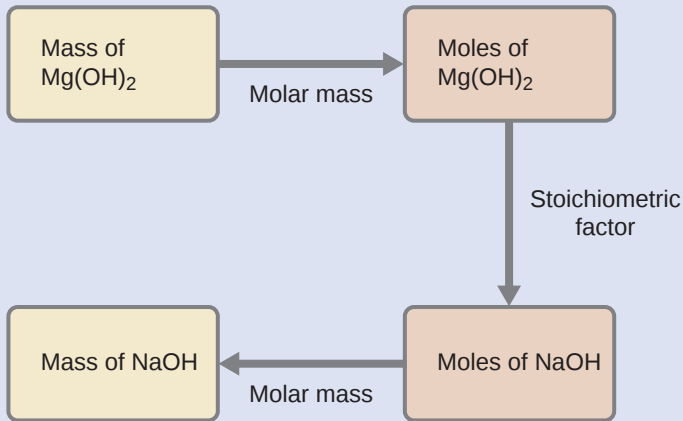 Mass of
Mg(OH)₂
Molar mass
Moles of
Mg(OH)₂
Stoichiometric
factor
Moles of NaOH
Molar mass
Mass of NaOH